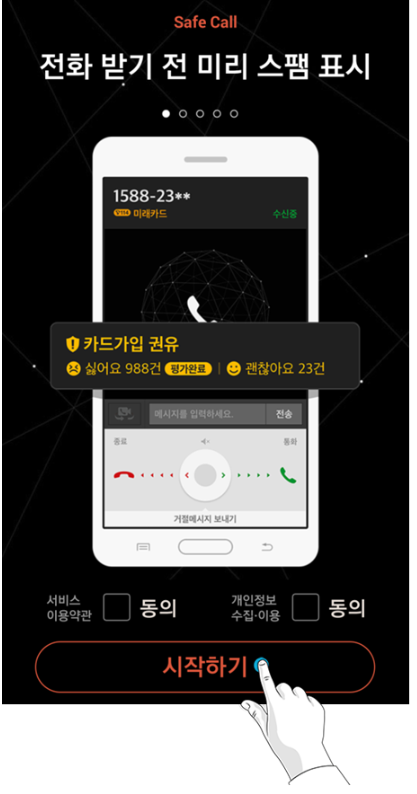 Safe Call
전화 받기 전 미리 스팸 표시
1588-23**
미래카드
수신중
카드가입 권유
싫어요 988건 평가완료 | 괜찮아요 23건
메시지를 입력하세요.
전송
종료
통화
거절메시지 보내기
서비스
이용약관
동의
개인정보
수집·이용
동의
시작하기